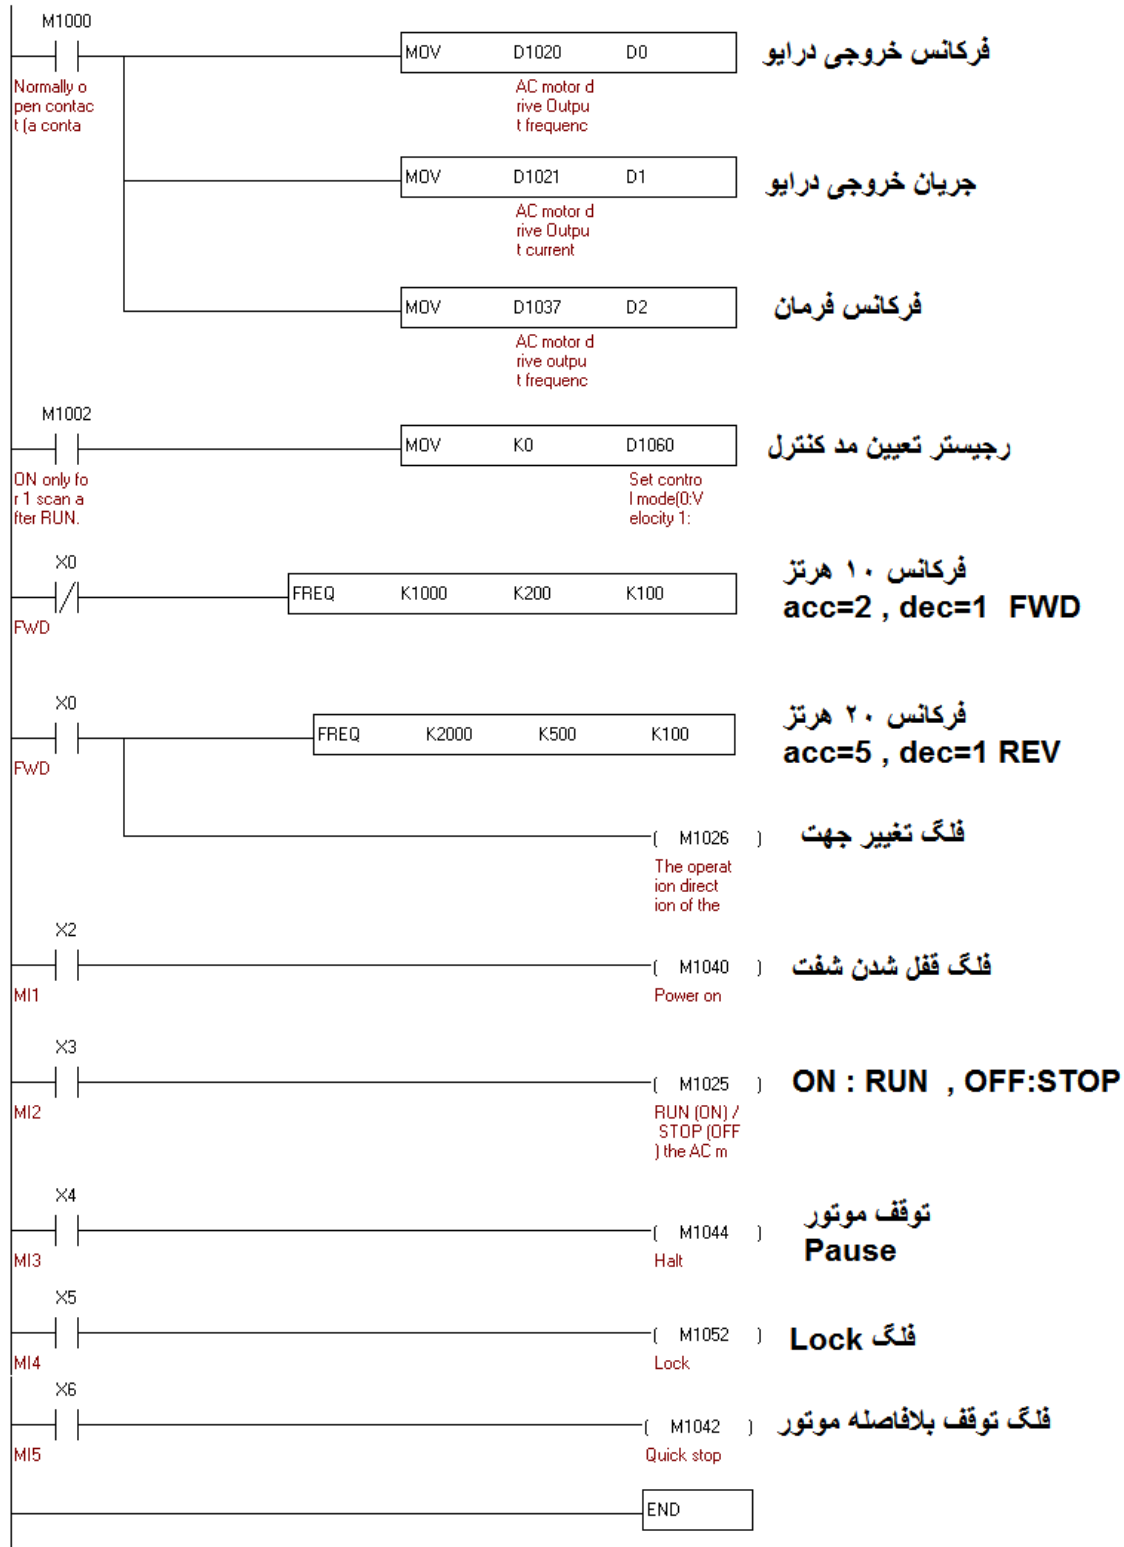 M1000
MOV D1020 D0 فرکانس خروجی درایو
Normally o
pen contac
t (a conta
AC motor d
rive Outpu
t frequenc
MOV D1021 D1 جریان خروجی درایو
AC motor d
rive Outpu
t current
MOV D1037 D2 فرکانس فرمان
AC motor d
rive outpu
t frequenc
M1002
MOV K0 D1060 رجیستر تعیین مد کنترل
ON only fo
r 1 scan a
fter RUN.
Set contro
l mode(0:V
elocity 1:
X0
FREQ K1000 K200 K100
FWD
فرکانس ۱۰ هرتز
acc=2 , dec=1 FWD
X0
FREQ K2000 K500 K100
FWD
فرکانس ۲۰ هرتز
acc=5 , dec=1 REV
( M1026 ) فلگ تغییر جهت
The operat
ion direct
ion of the
X2
( M1040 ) فلگ قفل شدن شفت
MI1
Power on
X3
( M1025 ) ON : RUN , OFF:STOP
MI2
RUN (ON) /
STOP (OFF
) the AC m
X4
( M1044 )
MI3
Halt
توقف موتور
Pause
X5
( M1052 ) فلگ Lock
MI4
Lock
X6
( M1042 ) فلگ توقف بلافاصله موتور
MI5
Quick stop
END